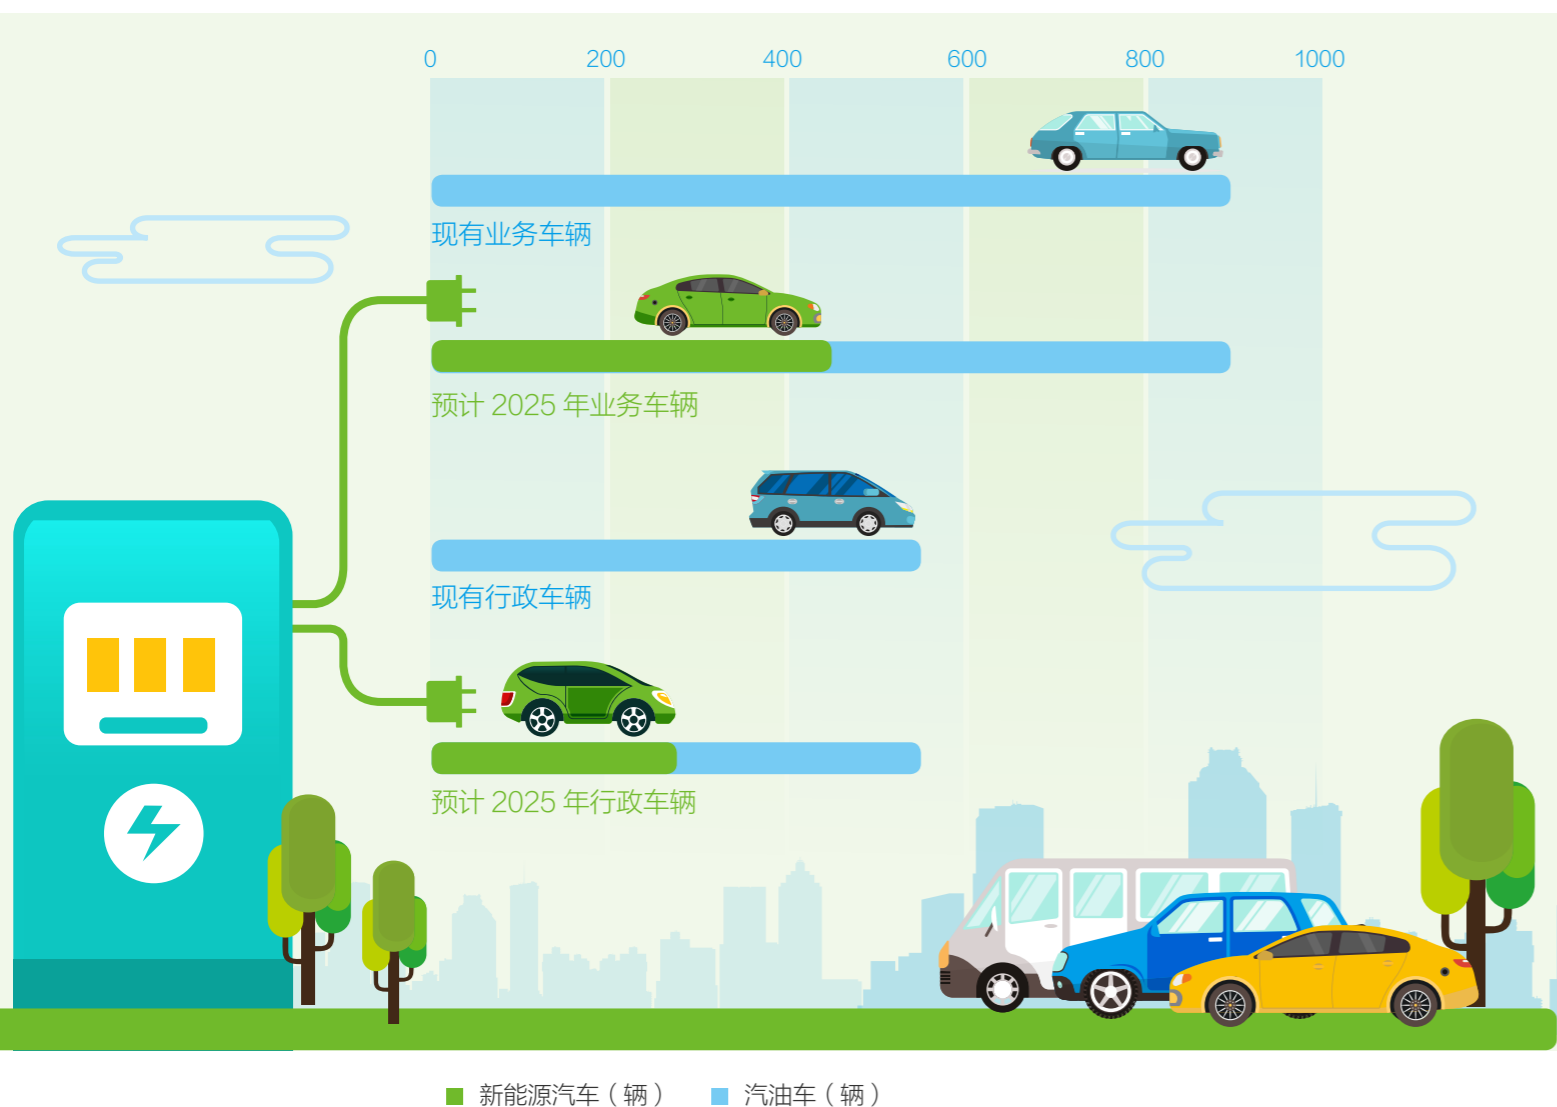 0 200 400 600 800 1000
现有业务车辆
预计 2025 年业务车辆
现有行政车辆
预计 2025 年行政车辆
新能源汽车（辆） 汽油车（辆）